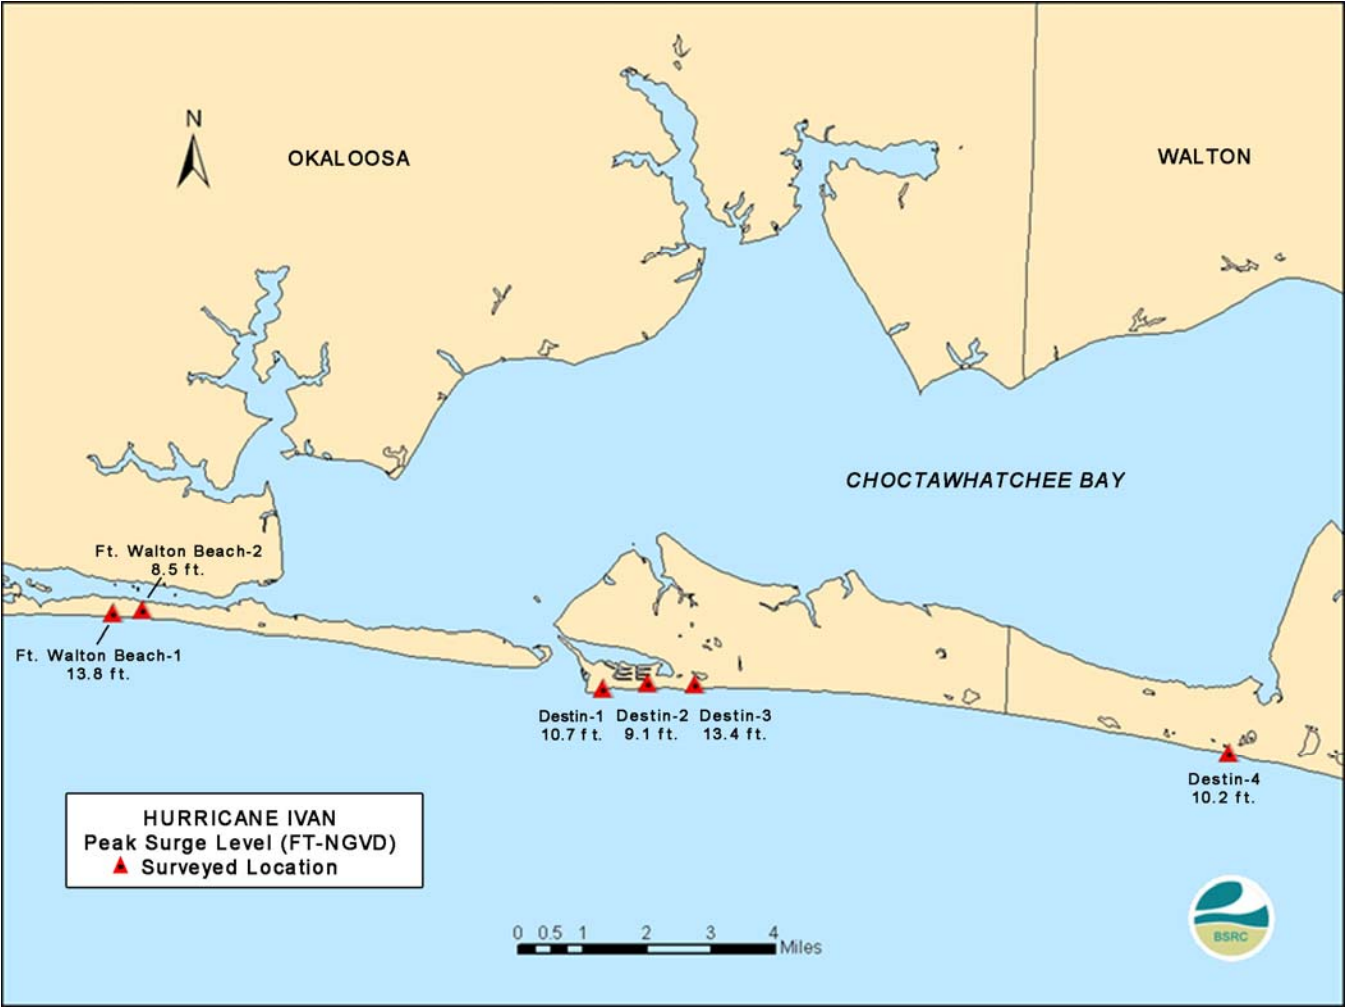 N
OKALOOSA
WALTON
CHOCTAWHATCHEE BAY
Ft. Walton Beach-2
8.5 ft.
Ft. Walton Beach-1
13.8 ft.
Destin-1
10.7 ft.
Destin-2
9.1 ft.
Destin-3
13.4 ft.
Destin-4
10.2 ft.
HURRICANE IVAN
Peak Surge Level (FT-NGVD)
Surveyed Location
0 0.5 1 2 3 4
Miles
BSRC